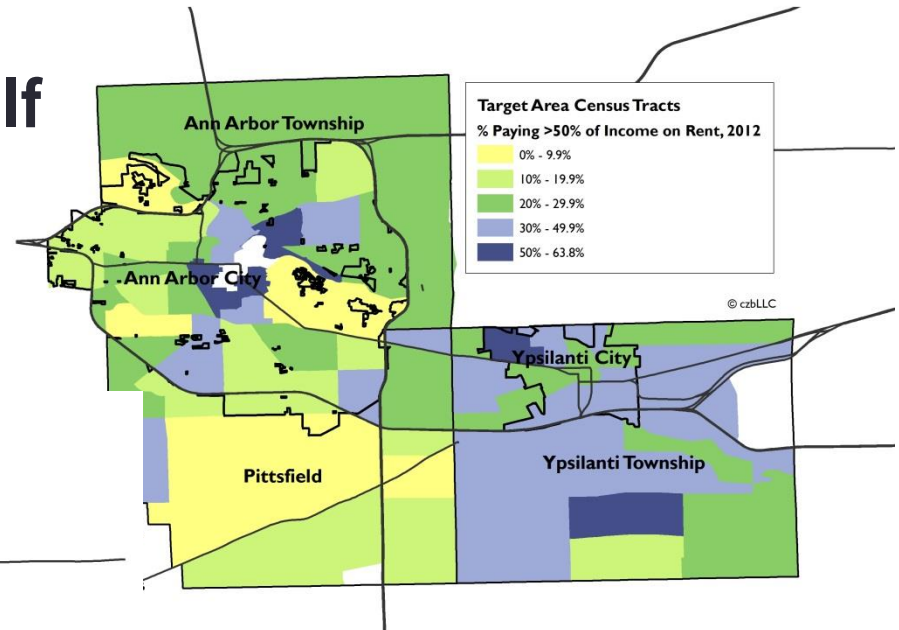 lf
Ann Arbor Township
Target Area Census Tracts
% Paying >50% of Income on Rent, 2012
0% - 9.9%
10% - 19.9%
20% - 29.9%
30% - 49.9%
50% - 63.8%
Ann Arbor City
© czbLLC
Ypsilanti City
Pittsfield
Ypsilanti Township